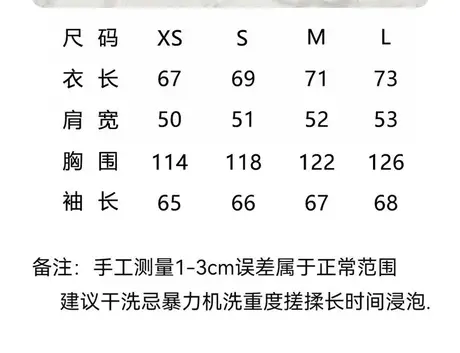 尺码 XS S M L
衣长 67 69 71 73
肩宽 50 51 52 53
胸围 114 118 122 126
袖长 65 66 67 68
备注：手工测量1-3cm误差属于正常范围
建议干洗忌暴力机洗重度搓揉长时间浸泡.